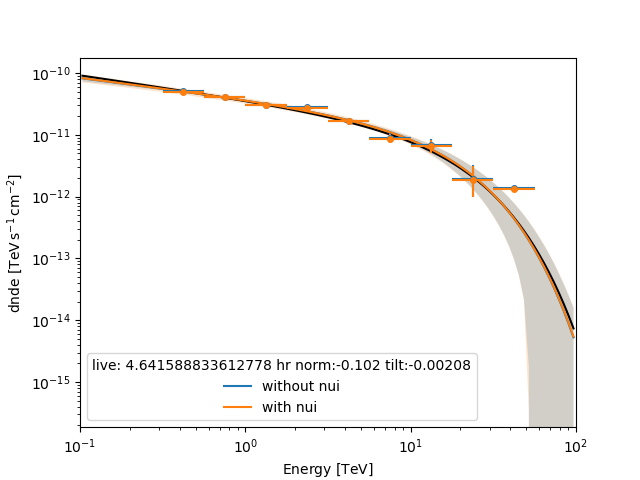 10⁻¹⁰
10⁻¹¹
10⁻¹²
10⁻¹³
10⁻¹⁴
10⁻¹⁵
dnde [TeV s⁻¹ cm⁻²]
live: 4.641588833612778 hr norm:-0.102 tilt:-0.00208
without nui
with nui
10⁻¹ 10⁰ 10¹ 10²
Energy [TeV]